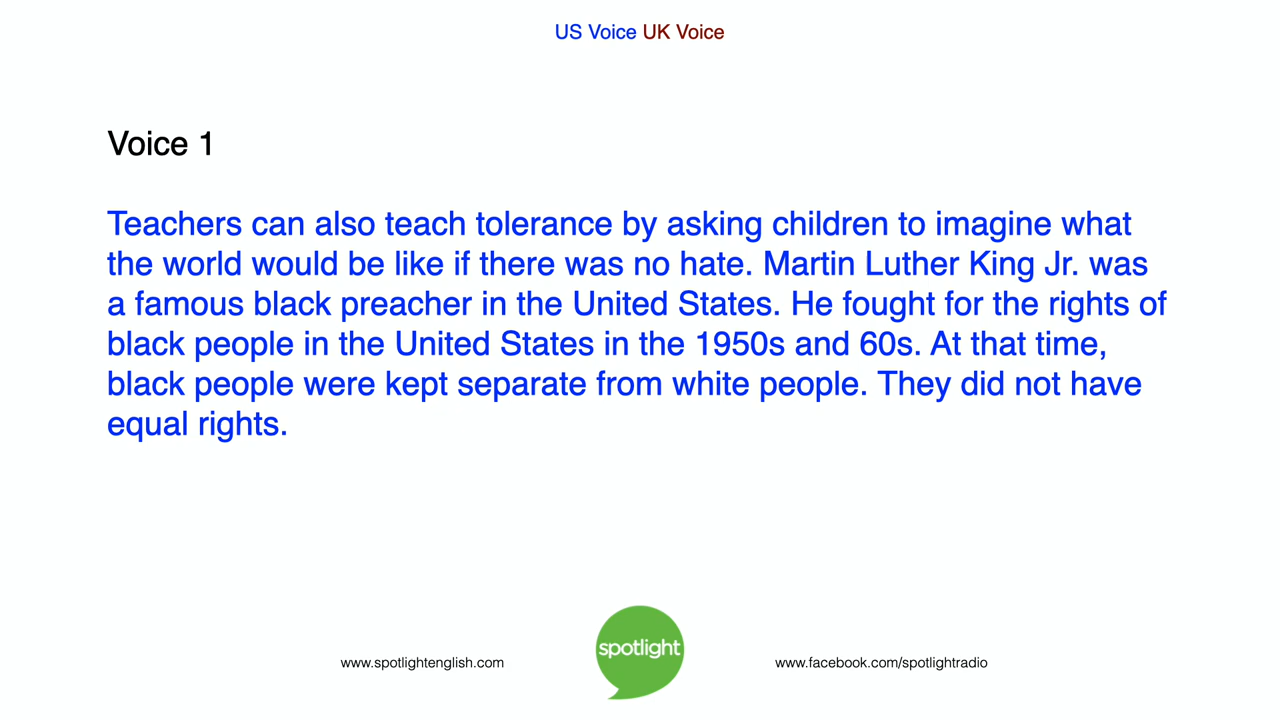 US Voice UK Voice
Voice 1
Teachers can also teach tolerance by asking children to imagine what
the world would be like if there was no hate. Martin Luther King Jr. was
a famous black preacher in the United States. He fought for the rights of
black people in the United States in the 1950s and 60s. At that time,
black people were kept separate from white people. They did not have
equal rights.
www.spotlightenglish.com
spotlight
www.facebook.com/spotlightradio